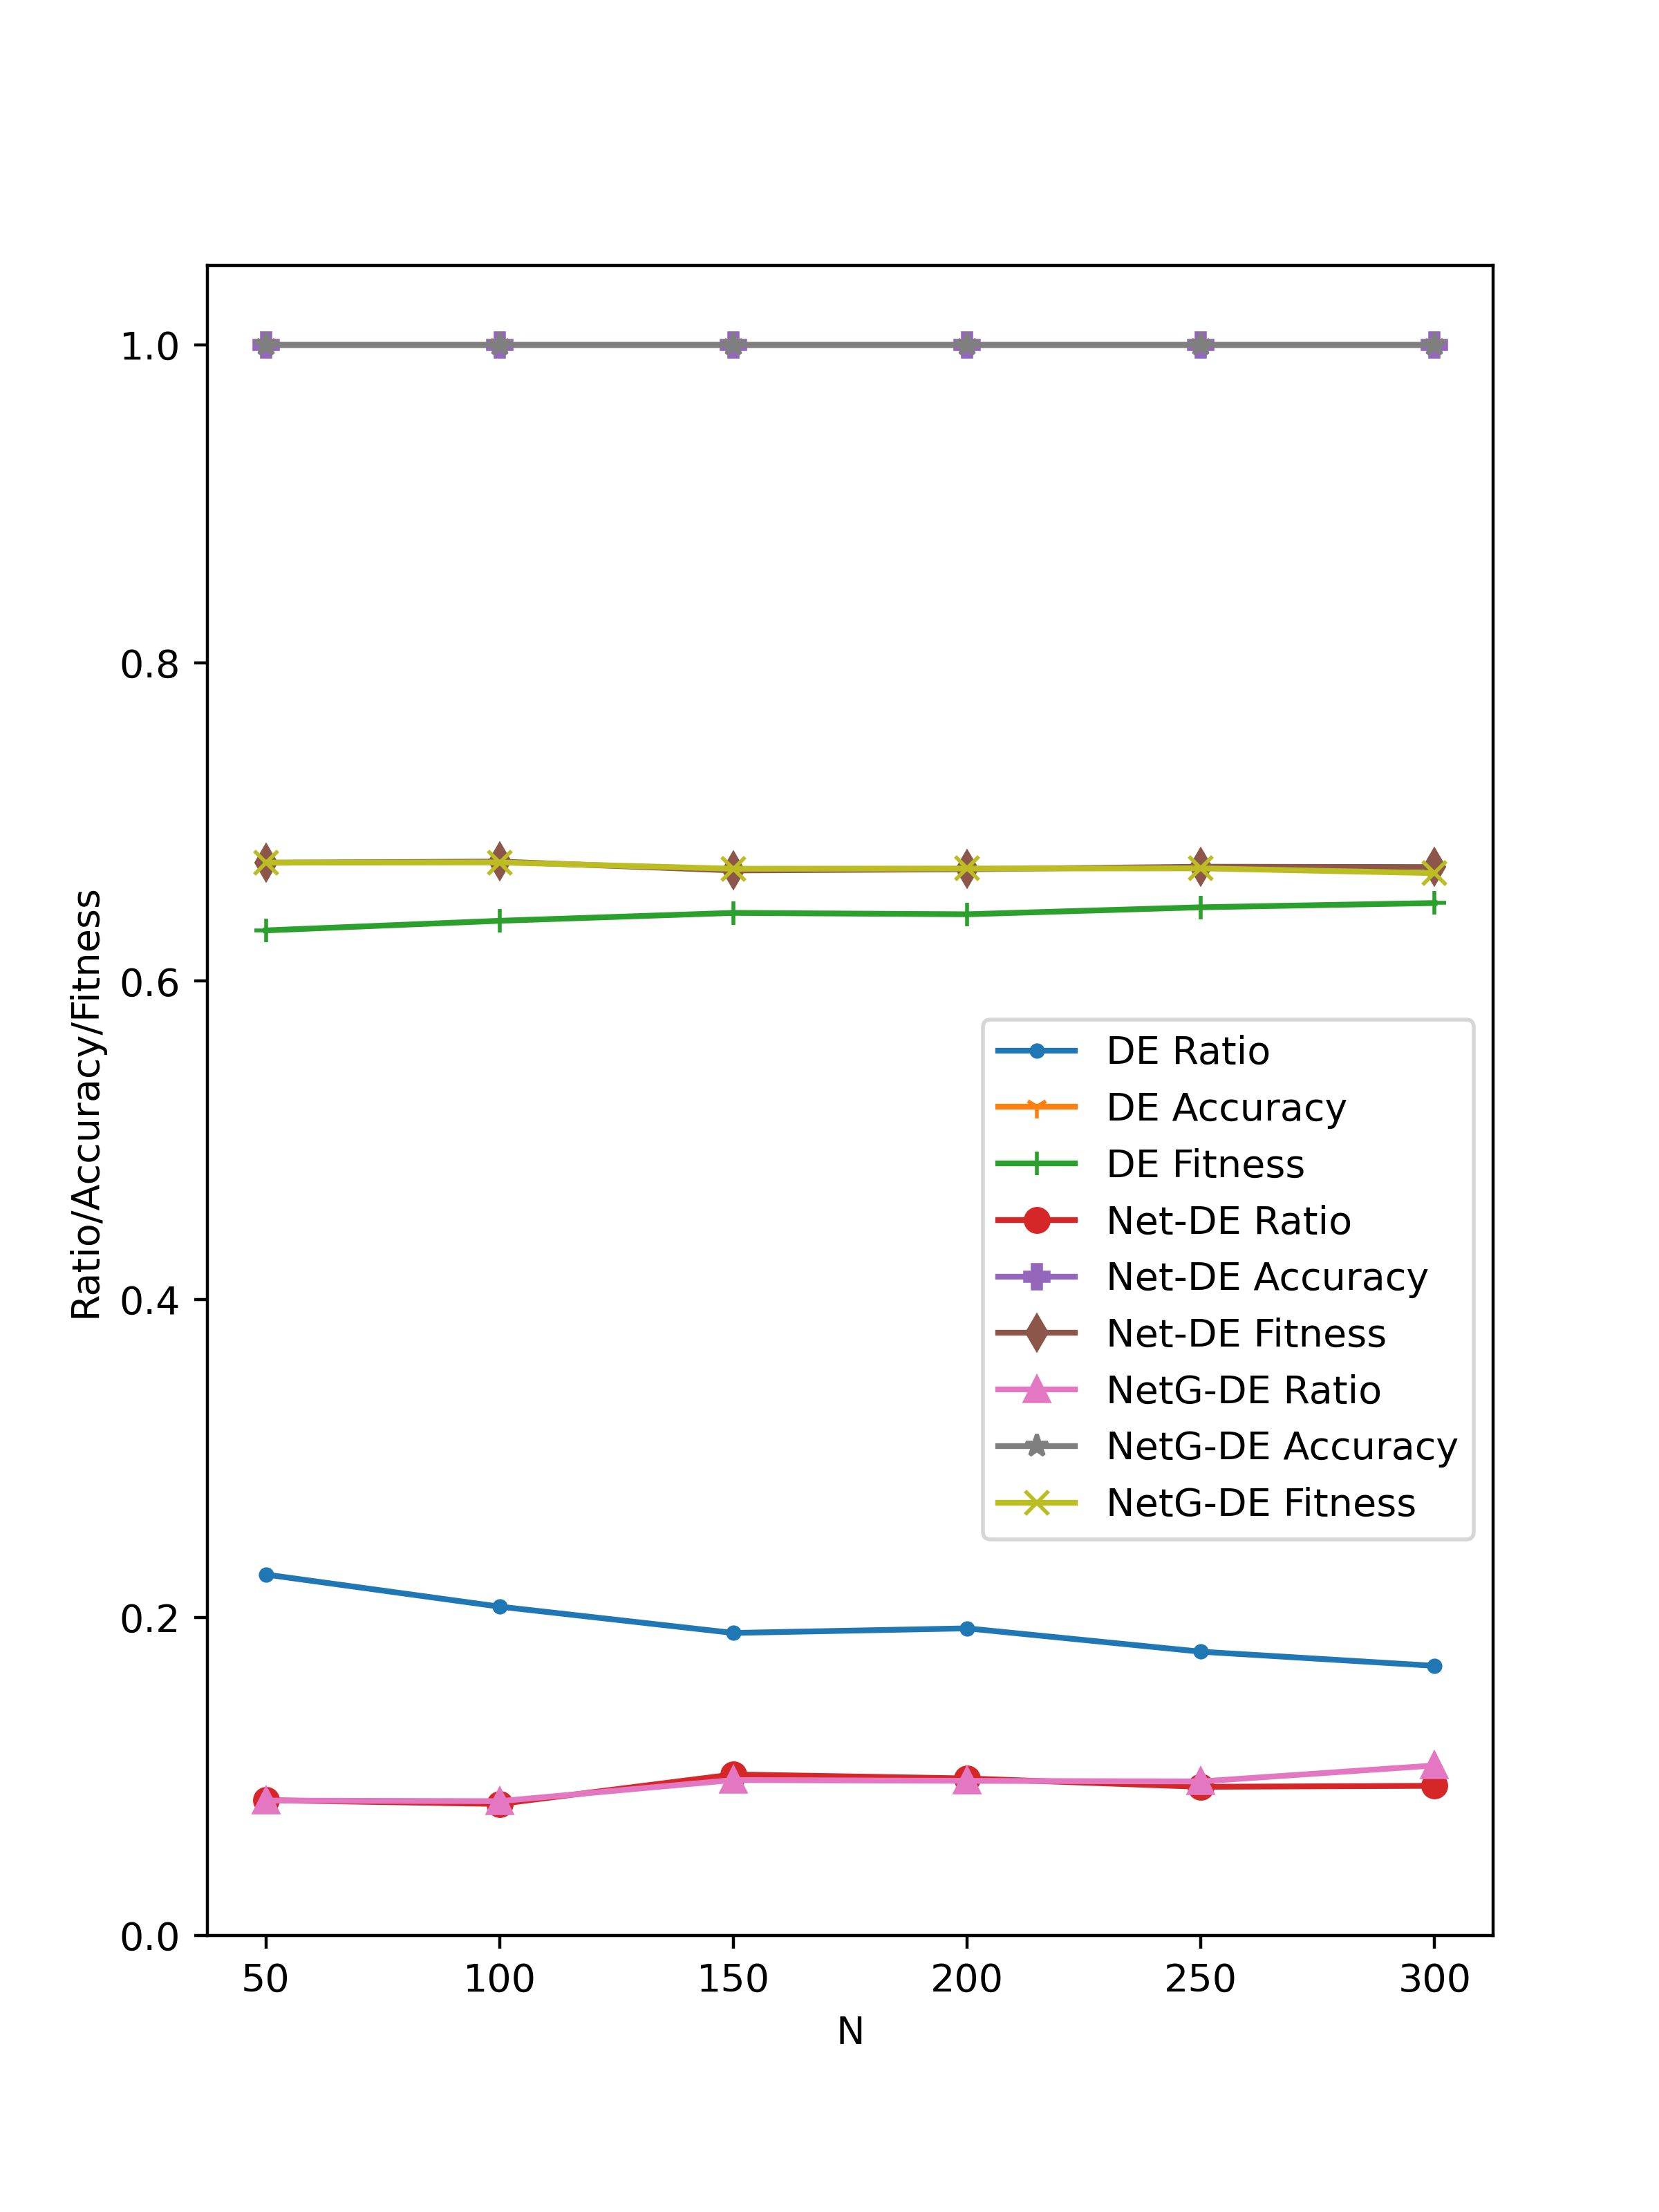 1.0
0.8
0.6
0.4
0.2
0.0
Ratio/Accuracy/Fitness
DE Ratio
DE Accuracy
DE Fitness
Net-DE Ratio
Net-DE Accuracy
Net-DE Fitness
NetG-DE Ratio
NetG-DE Accuracy
NetG-DE Fitness
50 100 150 200 250 300
N